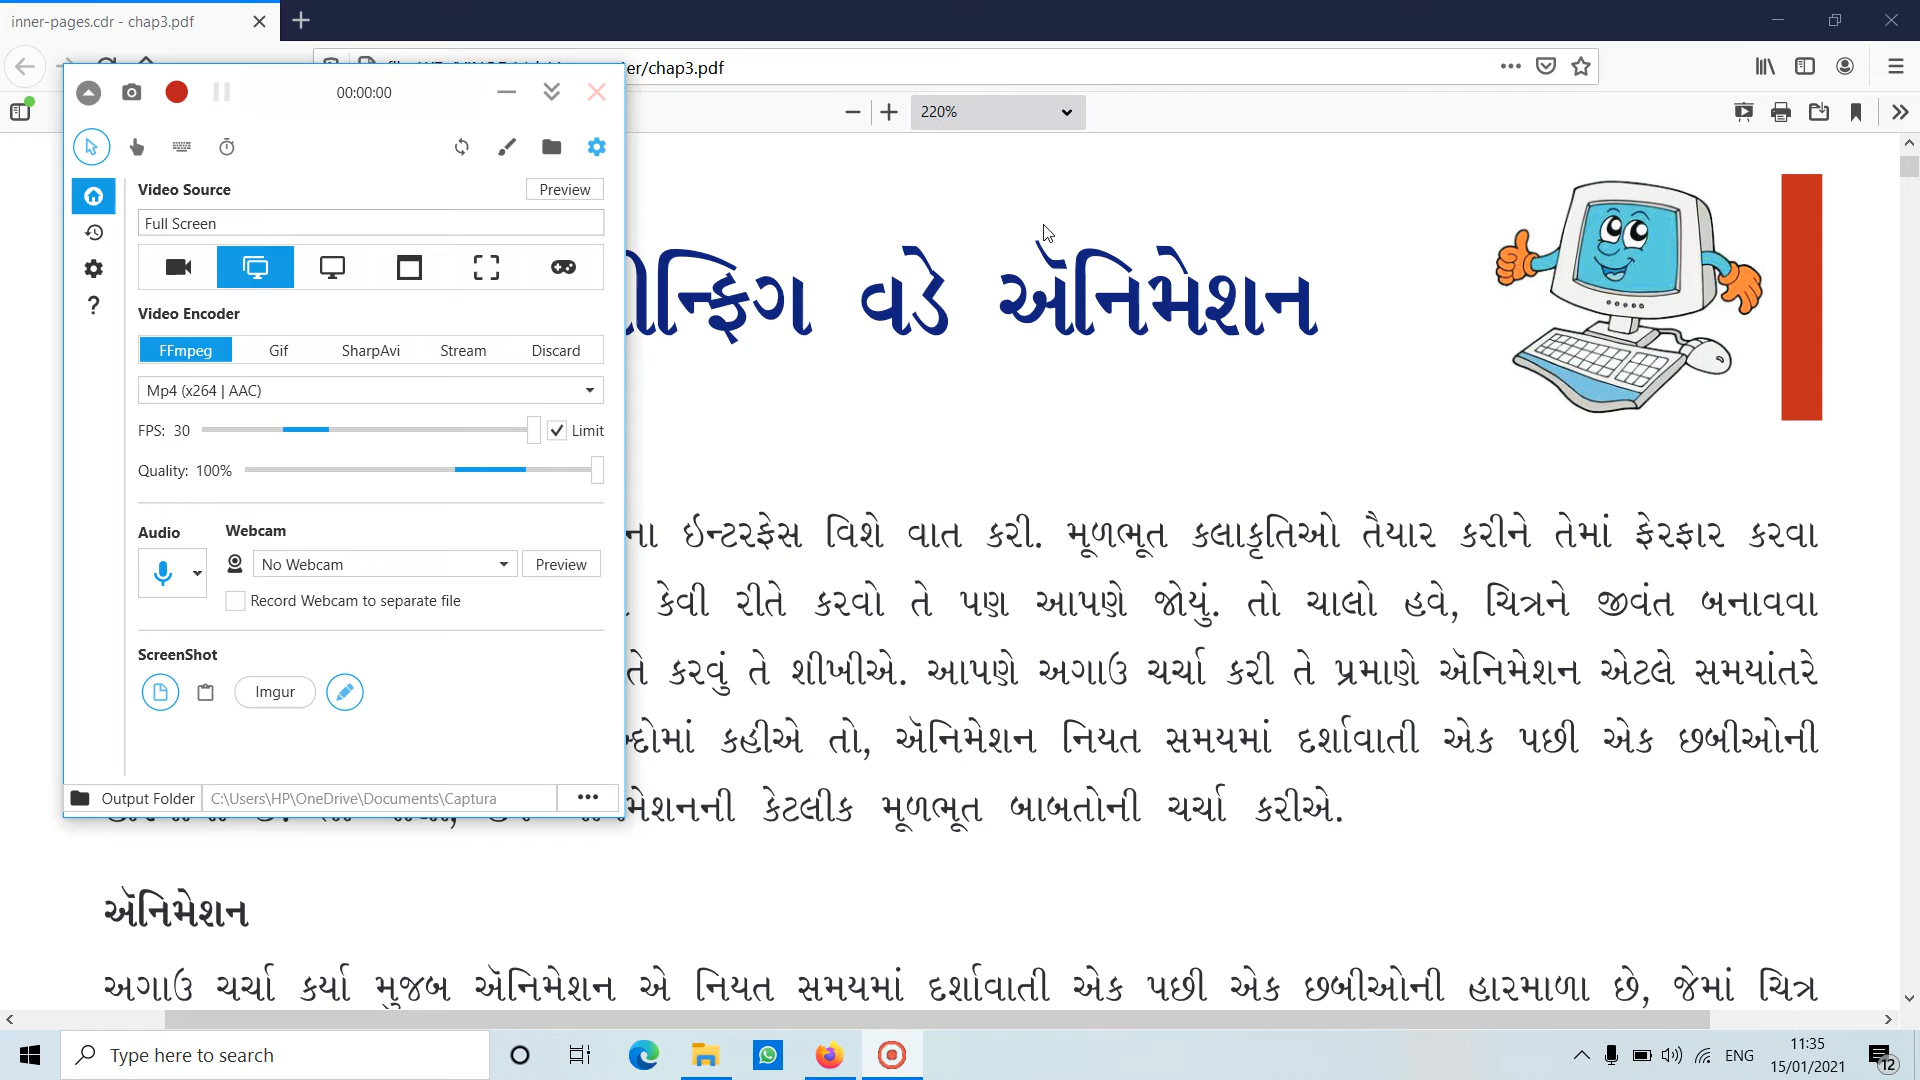 inner-pages.cdr - chap3.pdf
er/chap3.pdf
00:00:00
220%
Video Source
Preview
Full Screen
વડે ઍનિમેશન
Video Encoder
FFmpeg Gif SharpAvi Stream Discard
Mp4 (x264 | AAC)
FPS: 30 Limit
Quality: 100%
Audio Webcam
ના ઇન્ટરફેસ વિશે વાત કરી. મૂળભૂત કલાકૃતિઓ તૈયાર કરીને તેમાં ફેરફાર કરવા
No Webcam Preview
Record Webcam to separate file
કેવી રીતે કરવો તે પણ આપણે જોયું. તો ચાલો હવે, ચિત્રને જીવંત બનાવવા
ScreenShot
તે કરવું તે શીખીએ. આપણે અગાઉ ચર્ચા કરી તે પ્રમાણે ઍનિમેશન એટલે સમયાંતરે
Imgur
કહીએ તો, ઍનિમેશન નિયત સમયમાં દર્શાવાતી એક પછી એક છબીઓની
Output Folder C:\Users\HP\OneDrive\Documents\Captura
મેશનની કેટલીક મૂળભૂત બાબતોની ચર્ચા કરીએ.
ઍનિમેશન
અગાઉ ચર્ચા કર્યા મુજબ ઍનિમેશન એ નિયત સમયમાં દર્શાવાતી એક પછી એક છબીઓની હારમાળા છે, જેમાં ચિત્ર
Type here to search
ENG
11:35
15/01/2021
12